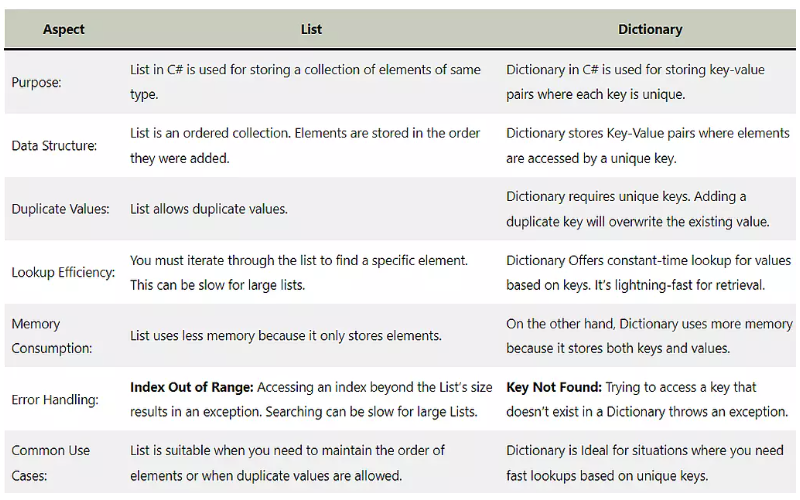 Aspect List Dictionary
Purpose: List in C# is used for storing a collection of elements of same type. Dictionary in C# is used for storing key-value pairs where each key is unique.
Data Structure: List is an ordered collection. Elements are stored in the order they were added. Dictionary stores Key-Value pairs where elements are accessed by a unique key.
Duplicate Values: List allows duplicate values. Dictionary requires unique keys. Adding a duplicate key will overwrite the existing value.
Lookup Efficiency: You must iterate through the list to find a specific element. This can be slow for large lists. Dictionary Offers constant-time lookup for values based on keys. It's lightning-fast for retrieval.
Memory Consumption: List uses less memory because it only stores elements. On the other hand, Dictionary uses more memory because it stores both keys and values.
Error Handling: Index Out of Range: Accessing an index beyond the List's size results in an exception. Searching can be slow for large Lists. Key Not Found: Trying to access a key that doesn't exist in a Dictionary throws an exception.
Common Use Cases: List is suitable when you need to maintain the order of elements or when duplicate values are allowed. Dictionary is Ideal for situations where you need fast lookups based on unique keys.